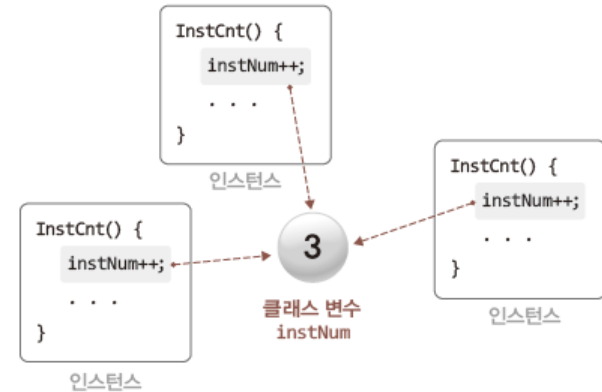 InstCnt() {
instNum++;
. . .
}
인스턴스
InstCnt() {
instNum++;
. . .
}
인스턴스
InstCnt() {
instNum++;
. . .
}
인스턴스
3
클래스 변수
instNum